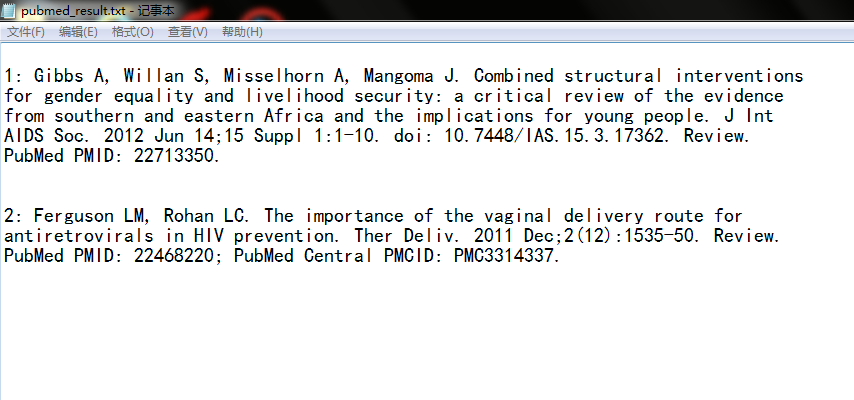 pubmed_result.txt - 记事本
文件(F) 编辑(E) 格式(O) 查看(V) 帮助(H)
1: Gibbs A, Willan S, Misselhorn A, Mangoma J. Combined structural interventions
for gender equality and livelihood security: a critical review of the evidence
from southern and eastern Africa and the implications for young people. J Int
AIDS Soc. 2012 Jun 14;15 Suppl 1:1-10. doi: 10.7448/IAS.15.3.17362. Review.
PubMed PMID: 22713350.
2: Ferguson LM, Rohan LC. The importance of the vaginal delivery route for
antiretrovirals in HIV prevention. Ther Deliv. 2011 Dec;2(12):1535-50. Review.
PubMed PMID: 22468220; PubMed Central PMCID: PMC3314337.